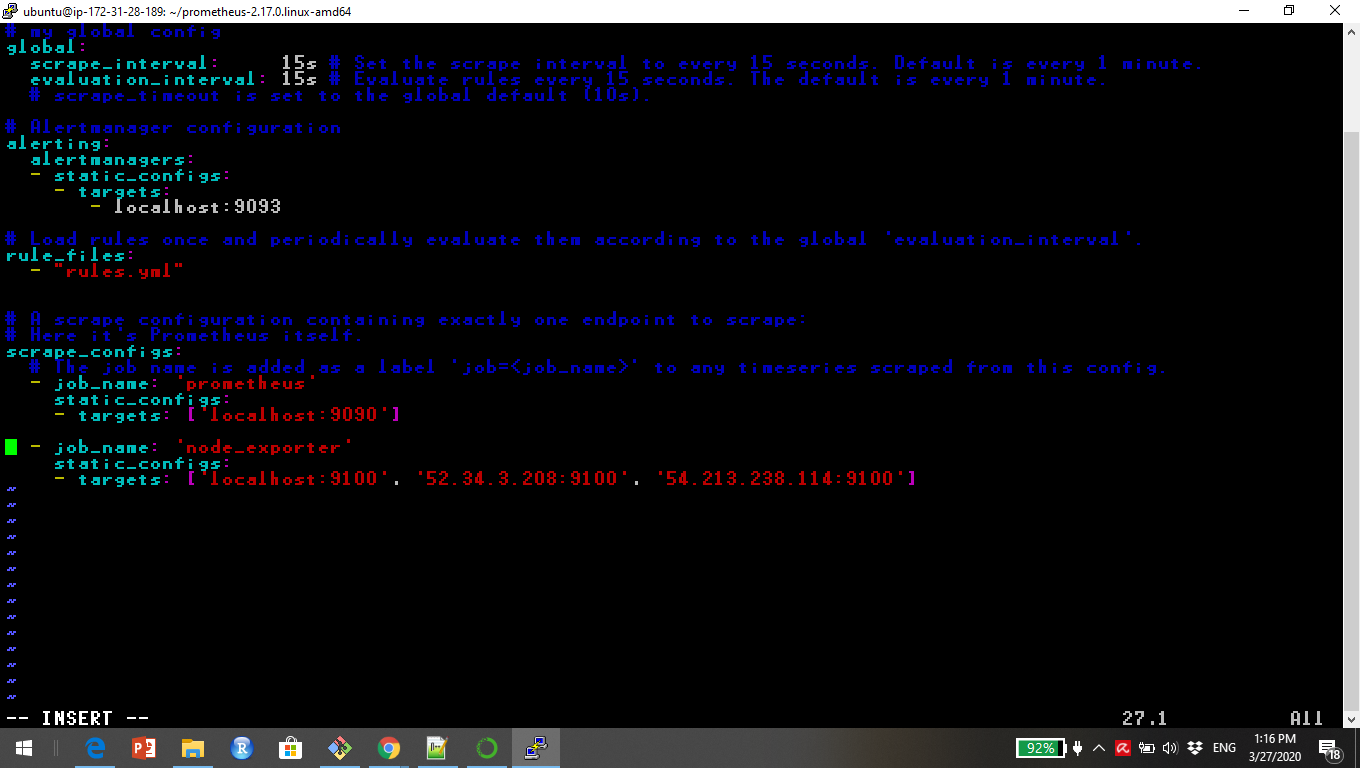 ubuntu@ip-172-31-28-189: ~/prometheus-2.17.0.linux-amd64
# my global config
global:
  scrape_interval:     15s # Set the scrape interval to every 15 seconds. Default is every 1 minute.
  evaluation_interval: 15s # Evaluate rules every 15 seconds. The default is every 1 minute.
  # scrape_timeout is set to the global default (10s).
# Alertmanager configuration
alerting:
  alertmanagers:
  - static_configs:
    - targets:
       - localhost:9093
# Load rules once and periodically evaluate them according to the global 'evaluation_interval'.
rule_files:
  - "rules.yml"
# A scrape configuration containing exactly one endpoint to scrape:
# Here it's Prometheus itself.
scrape_configs:
  # The job name is added as a label `job=<job_name>` to any timeseries scraped from this config.
  - job_name: 'prometheus'
    static_configs:
    - targets: ['localhost:9090']
  - job_name: 'node_exporter'
    static_configs:
    - targets: ['localhost:9100', '52.34.3.208:9100', '54.213.238.114:9100']
~
~
~
~
~
~
~
~
~
~
~
~
~
~
-- INSERT --                                                  27,1          All
92% ENG 1:16 PM
3/27/2020
18